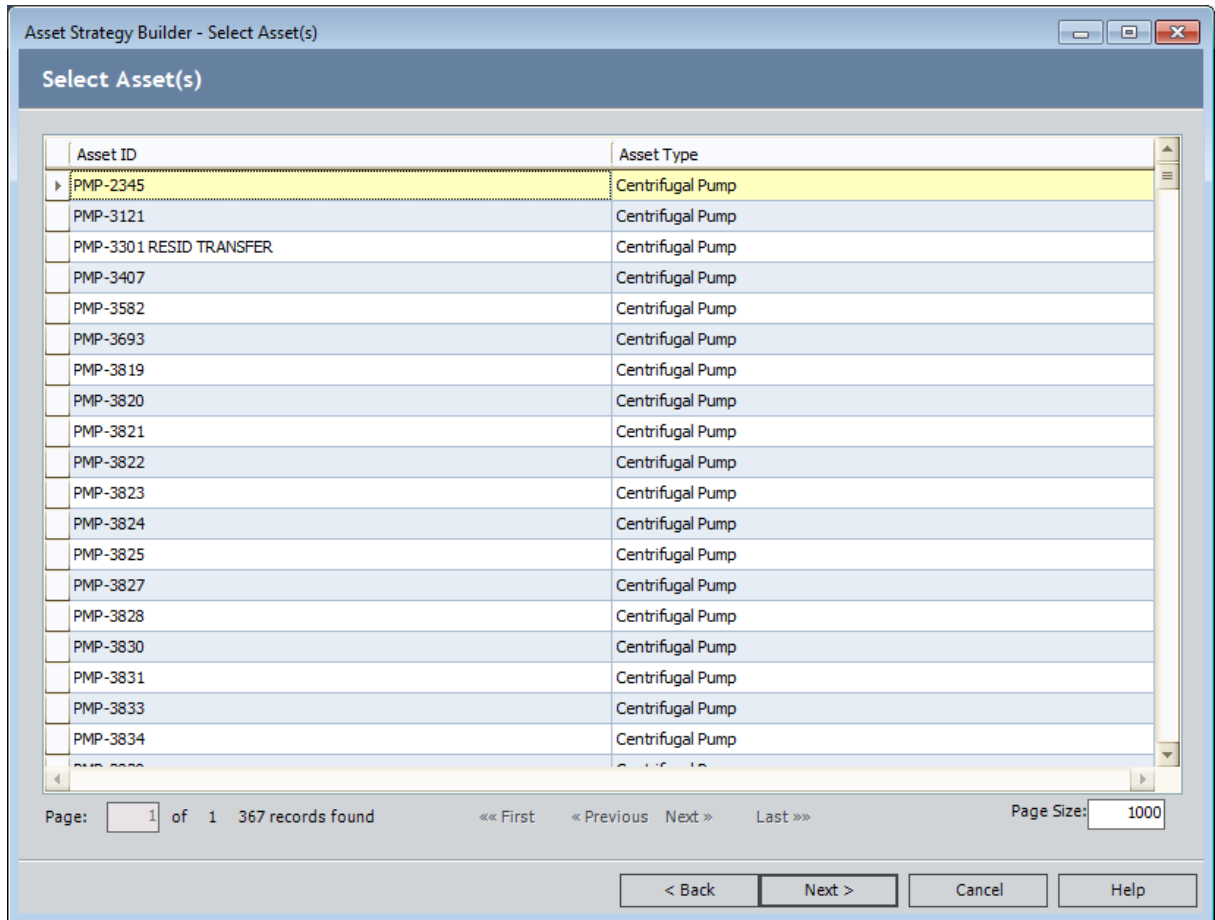 Asset Strategy Builder - Select Asset(s)
Select Asset(s)
Asset ID Asset Type
PMP-2345 Centrifugal Pump
PMP-3121 Centrifugal Pump
PMP-3301 RESID TRANSFER Centrifugal Pump
PMP-3407 Centrifugal Pump
PMP-3582 Centrifugal Pump
PMP-3693 Centrifugal Pump
PMP-3819 Centrifugal Pump
PMP-3820 Centrifugal Pump
PMP-3821 Centrifugal Pump
PMP-3822 Centrifugal Pump
PMP-3823 Centrifugal Pump
PMP-3824 Centrifugal Pump
PMP-3825 Centrifugal Pump
PMP-3827 Centrifugal Pump
PMP-3828 Centrifugal Pump
PMP-3830 Centrifugal Pump
PMP-3831 Centrifugal Pump
PMP-3833 Centrifugal Pump
PMP-3834 Centrifugal Pump
Page: 1 of 1 367 records found «« First « Previous Next » Last »» Page Size: 1000
< Back Next > Cancel Help